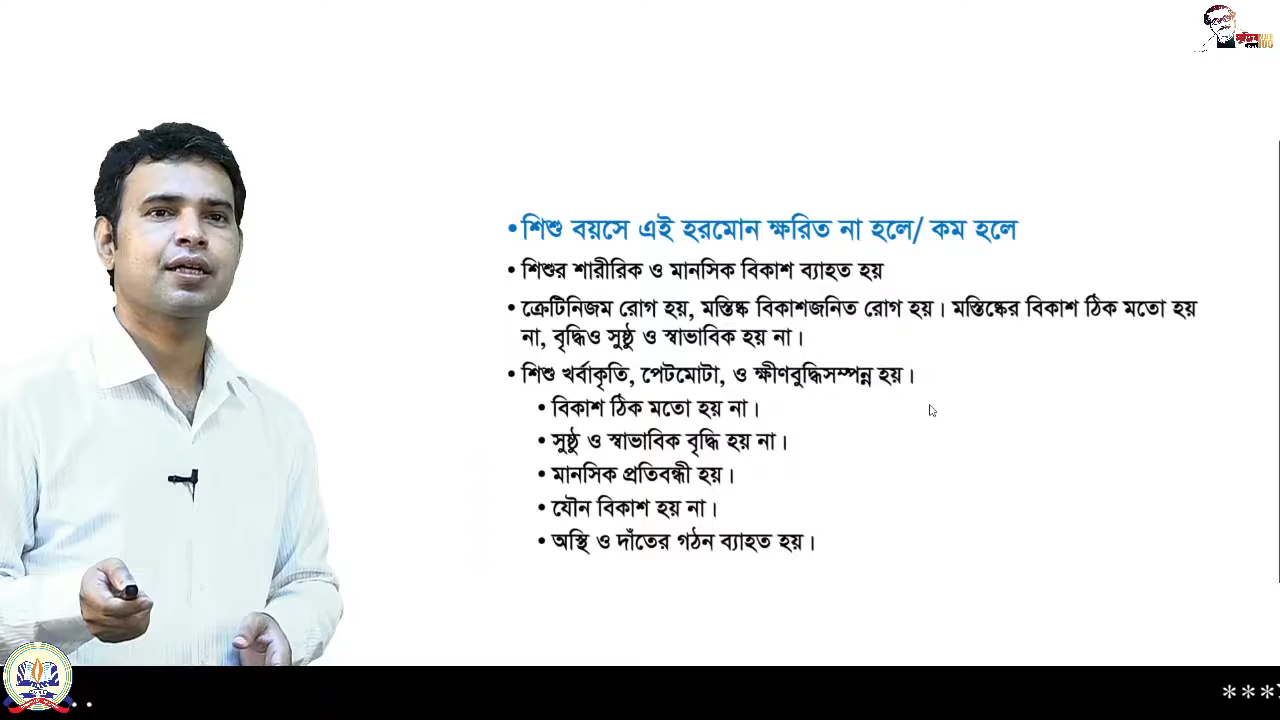 •শিশু বয়সে এই হরমোন ক্ষরিত না হলে/ কম হলে
• শিশুর শারীরিক ও মানসিক বিকাশ ব্যাহত হয়
• ক্রেটিনিজম রোগ হয়, মস্তিষ্ক বিকাশজনিত রোগ হয়। মস্তিষ্কের বিকাশ ঠিক মতো হয়
না, বৃদ্ধিও সুষ্ঠু ও স্বাভাবিক হয় না।
• শিশু খর্বাকৃতি, পেটমোটা, ও ক্ষীণবুদ্ধিসম্পন্ন হয়।
• বিকাশ ঠিক মতো হয় না।
• সুষ্ঠু ও স্বাভাবিক বৃদ্ধি হয় না।
• মানসিক প্রতিবন্ধী হয়।
• যৌন বিকাশ হয় না।
• অস্থি ও দাঁতের গঠন ব্যাহত হয়।
. .
***